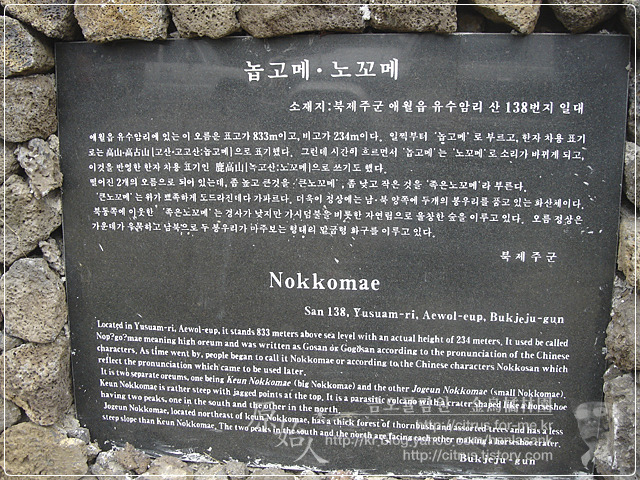 놉고메·노꼬메
소재지:북제주군 애월읍 유수암리 산 138번지 일대
애월읍 유수암리에 있는 이 오름은 표고가 833m이고, 비고가 234m이다. 일찍부터 '놉고메'로 부르고, 한자 차용 표기
로는 高山·高古山[고산·고고산:놉고메]으로 표기했다. 그런데 시간이 흐르면서 '놉고메'는 '노꼬메'로 소리가 바뀌게 되고,
이것을 반영한 한자 차용 표기인 鹿高山[녹고산:노꼬메]으로 쓰기도 했다.
떨어진 2개의 오름으로 되어 있는데, 좀 높고 큰것을 '큰노꼬메', 좀 낮고 작은 것을 '족은노꼬메'라 부른다.
'큰노꼬메'는 위가 뾰족하게 도드라진데다 가파르다. 더욱이 정상에는 남·북 양쪽에 두개의 봉우리를 품고 있는 화산체이다.
북동쪽에 이웃한 '족은노꼬메'는 경사가 낮지만 가시덤불을 비롯한 자연림으로 울창한 숲을 이루고 있다. 오름 정상은
가운데가 우묵하고 남북으로 두 봉우리가 마주보는 형태의 말굽형 화구를 이루고 있다.
북제주군
Nokkomae
San 138, Yusuam-ri, Aewol-eup, Bukjeju-gun
Located in Yusuam-ri, Aewol-eup, it stands 833 meters above sea level with an actual height of 234 meters. It used be called
Nop?go?mae meaning high oreum and was written as Gosan or Gogosan according to the pronunciation of the Chinese
characters. As time went by, people began to call it Nokkomae or according to the Chinese characters Nokkosan which
reflect the pronunciation which came to be used later.
It is two separate oreums, one being Keun Nokkomae (big Nokkomae) and the other Jogeun Nokkomae (small Nokkomae).
Keun Nokkomae is rather steep with jagged points at the top. It is a parasitic volcano with a crater shaped like a horseshoe
having two peaks, one in the south and the other in the north.
Jogeun Nokkomae, located northeast of keun Nokkomae, has a thick forest of thornbush and assorted trees and has a less
steep slope than Keun Nokkomae. The two peaks in the south and the north are facing each other making a horseshoe crater.
Bukjeju-gun
http://citrus.tistory.com